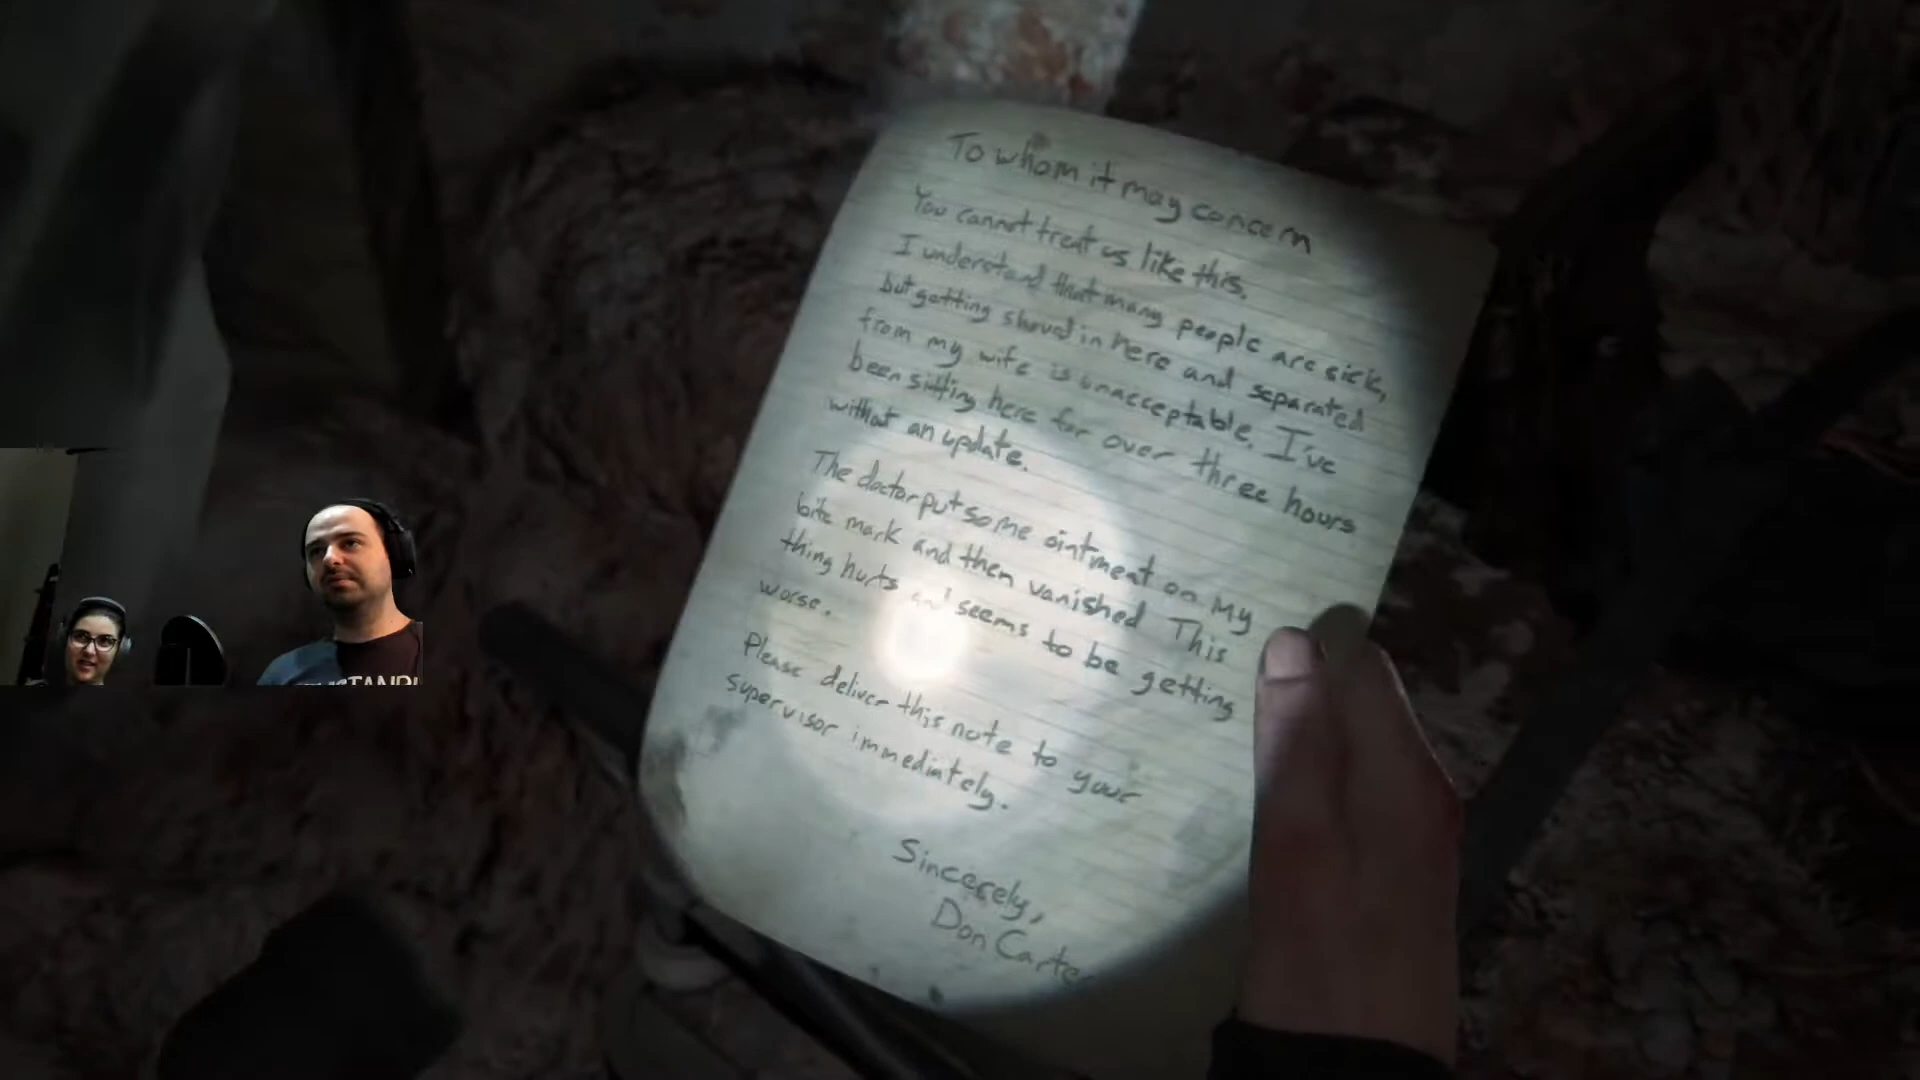 To whom it may concern
You cannot treat us like this.
I understand that many people are sick,
but getting shoved in here and separated
from my wife is unacceptable. I've
been sitting here for over three hours
without an update.
The doctor put some ointment on my
bite mark and then vanished This
thing hurts and seems to be getting
worse.
Please deliver this note to your
supervisor immediately.
Sincerely,
Don Carte